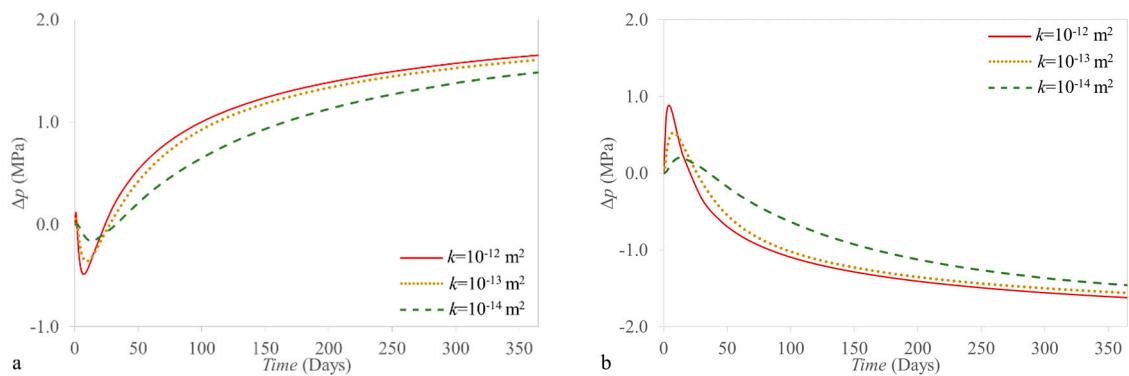 2.0
1.0
0.0
-1.0
Δp (MPa)
k=10⁻¹² m²
k=10⁻¹³ m²
k=10⁻¹⁴ m²
0 50 100 150 200 250 300 350
Time (Days)
a
2.0
1.0
0.0
-1.0
-2.0
Δp (MPa)
k=10⁻¹² m²
k=10⁻¹³ m²
k=10⁻¹⁴ m²
0 50 100 150 200 250 300 350
Time (Days)
b